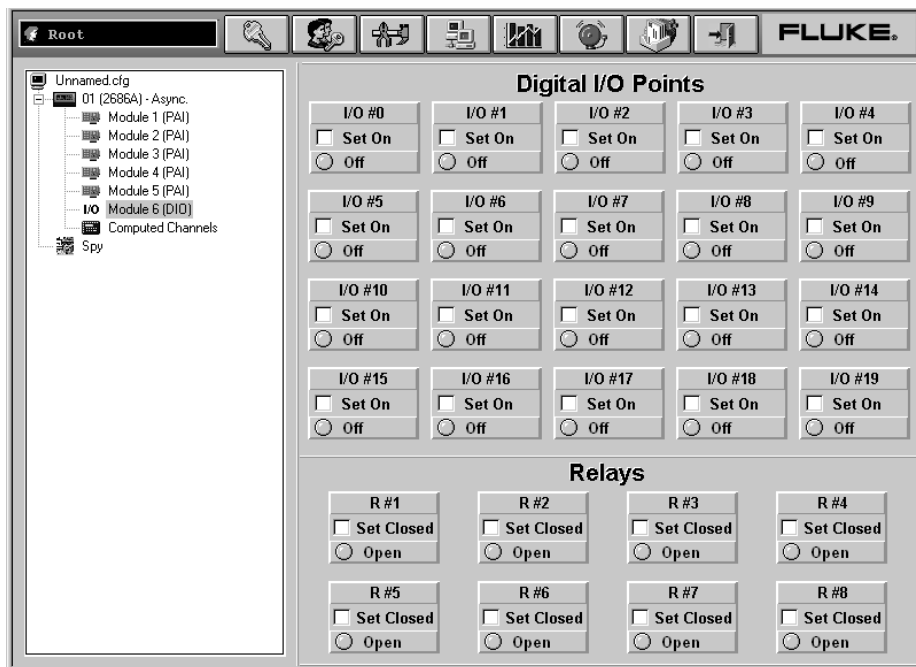 Root
FLUKE®
Unnamed.cfg
01 (2686A) - Async.
Module 1 (PAI)
Module 2 (PAI)
Module 3 (PAI)
Module 4 (PAI)
Module 5 (PAI)
I/O Module 6 (DIO)
Computed Channels
Spy
Digital I/O Points
I/O #0 I/O #1 I/O #2 I/O #3 I/O #4
Set On Set On Set On Set On Set On
Off Off Off Off Off
I/O #5 I/O #6 I/O #7 I/O #8 I/O #9
Set On Set On Set On Set On Set On
Off Off Off Off Off
I/O #10 I/O #11 I/O #12 I/O #13 I/O #14
Set On Set On Set On Set On Set On
Off Off Off Off Off
I/O #15 I/O #16 I/O #17 I/O #18 I/O #19
Set On Set On Set On Set On Set On
Off Off Off Off Off
Relays
R #1 R #2 R #3 R #4
Set Closed Set Closed Set Closed Set Closed
Open Open Open Open
R #5 R #6 R #7 R #8
Set Closed Set Closed Set Closed Set Closed
Open Open Open Open